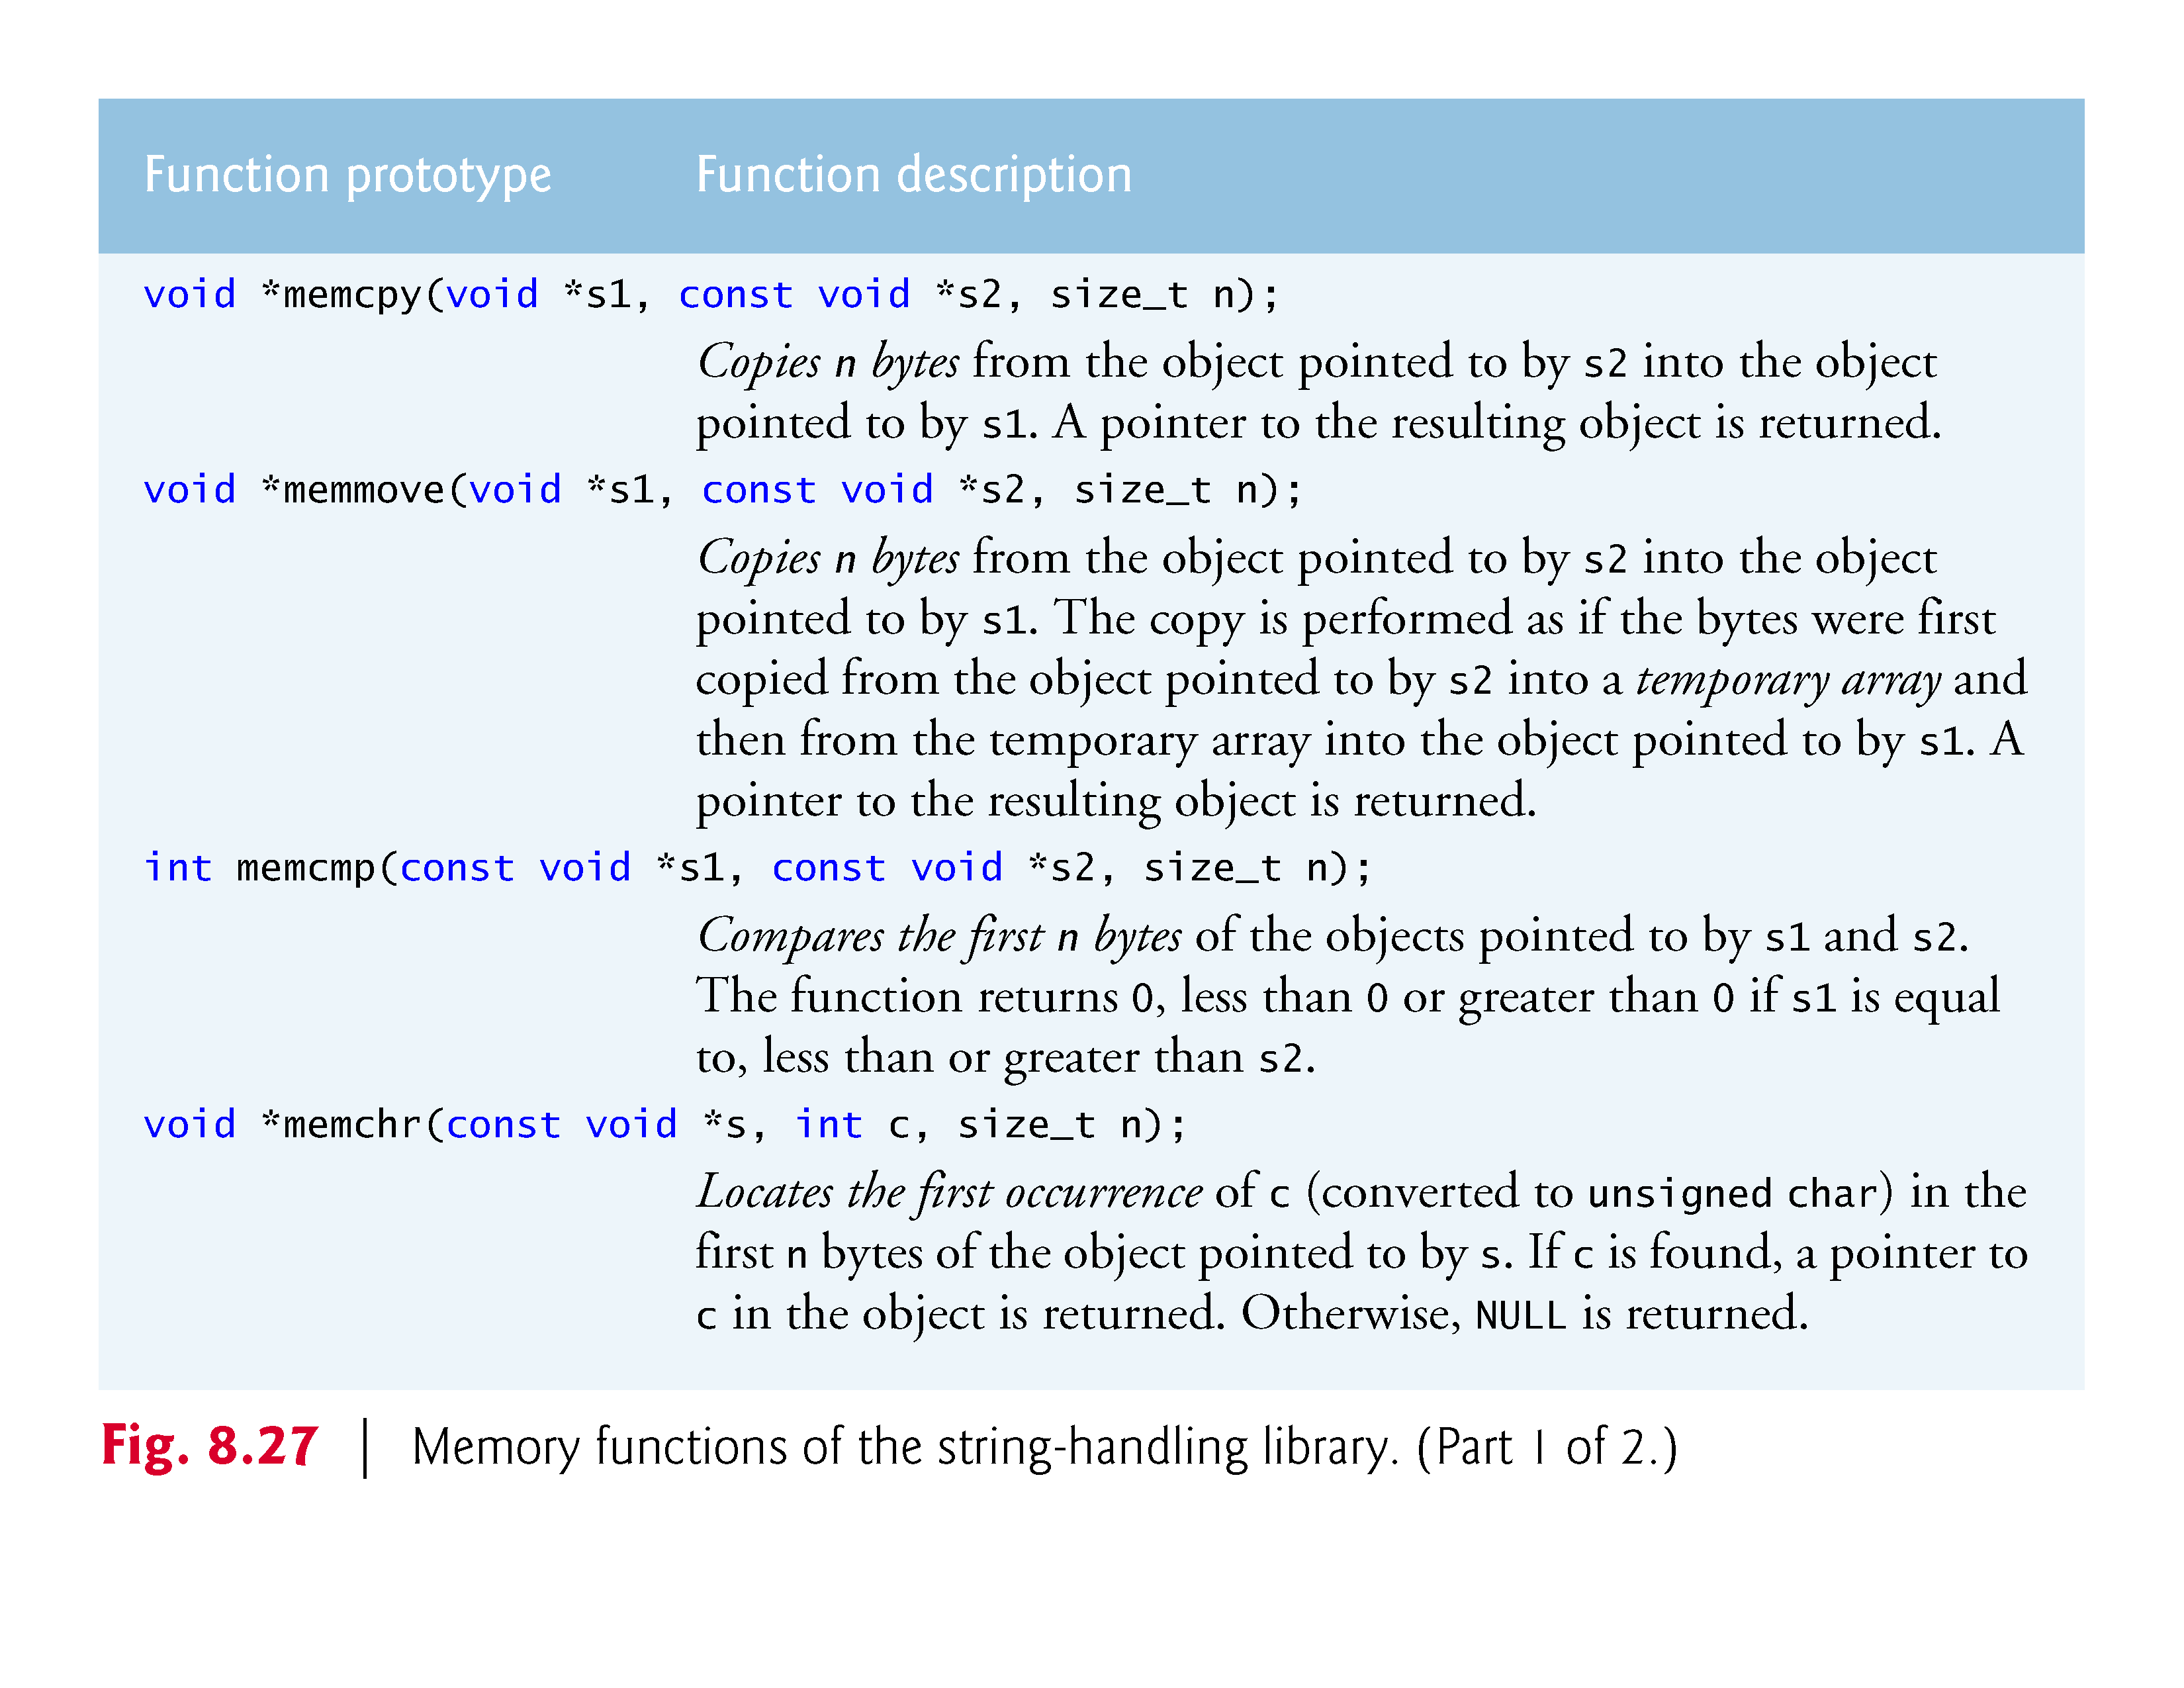 Function prototype Function description
void *memcpy(void *s1, const void *s2, size_t n);
Copies n bytes from the object pointed to by s2 into the object
pointed to by s1. A pointer to the resulting object is returned.
void *memmove(void *s1, const void *s2, size_t n);
Copies n bytes from the object pointed to by s2 into the object
pointed to by s1. The copy is performed as if the bytes were first
copied from the object pointed to by s2 into a temporary array and
then from the temporary array into the object pointed to by s1. A
pointer to the resulting object is returned.
int memcmp(const void *s1, const void *s2, size_t n);
Compares the first n bytes of the objects pointed to by s1 and s2.
The function returns 0, less than 0 or greater than 0 if s1 is equal
to, less than or greater than s2.
void *memchr(const void *s, int c, size_t n);
Locates the first occurrence of c (converted to unsigned char) in the
first n bytes of the object pointed to by s. If c is found, a pointer to
c in the object is returned. Otherwise, NULL is returned.
Fig. 8.27 | Memory functions of the string-handling library. (Part 1 of 2.)